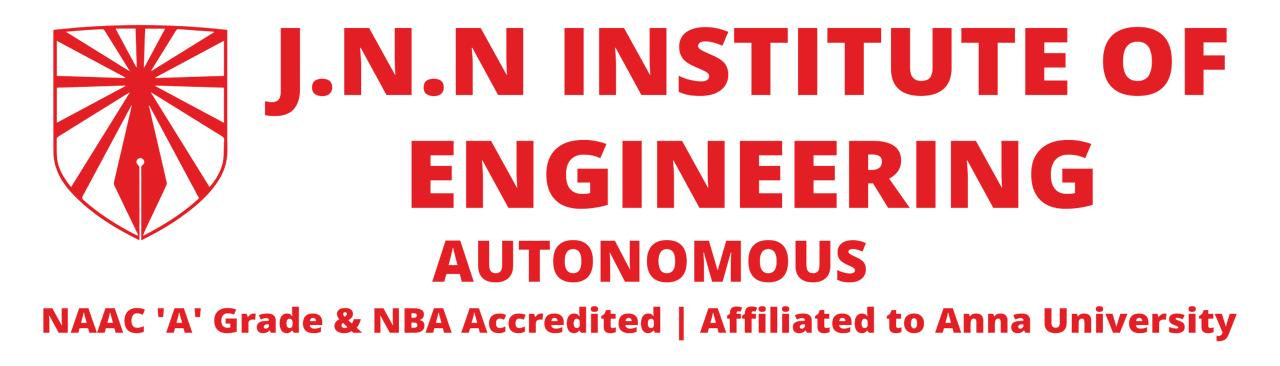 J.N.N INSTITUTE OF
ENGINEERING
AUTONOMOUS
NAAC 'A' Grade & NBA Accredited | Affiliated to Anna University